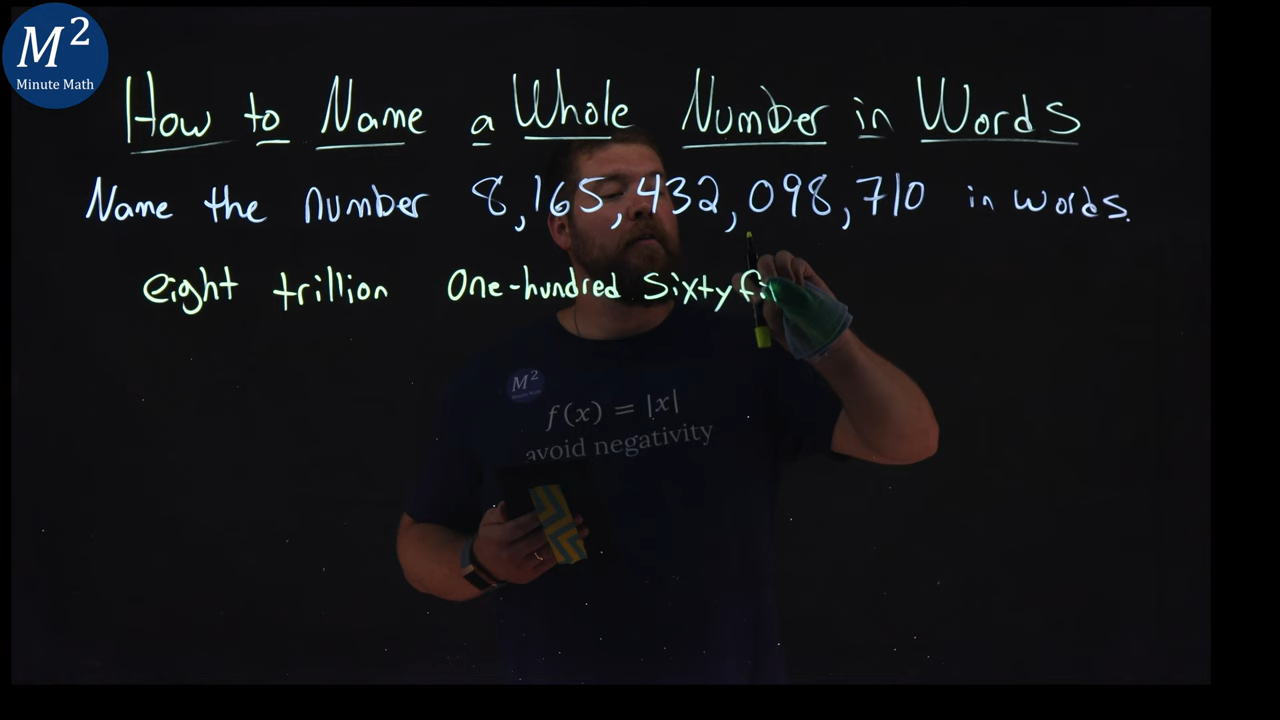 M²
Minute Math
How to Name a Whole Number in Words
Name the number 8,165,432,098,710 in words.
eight trillion One-hundred Sixty
M²
f(x) = |x|
avoid negativity